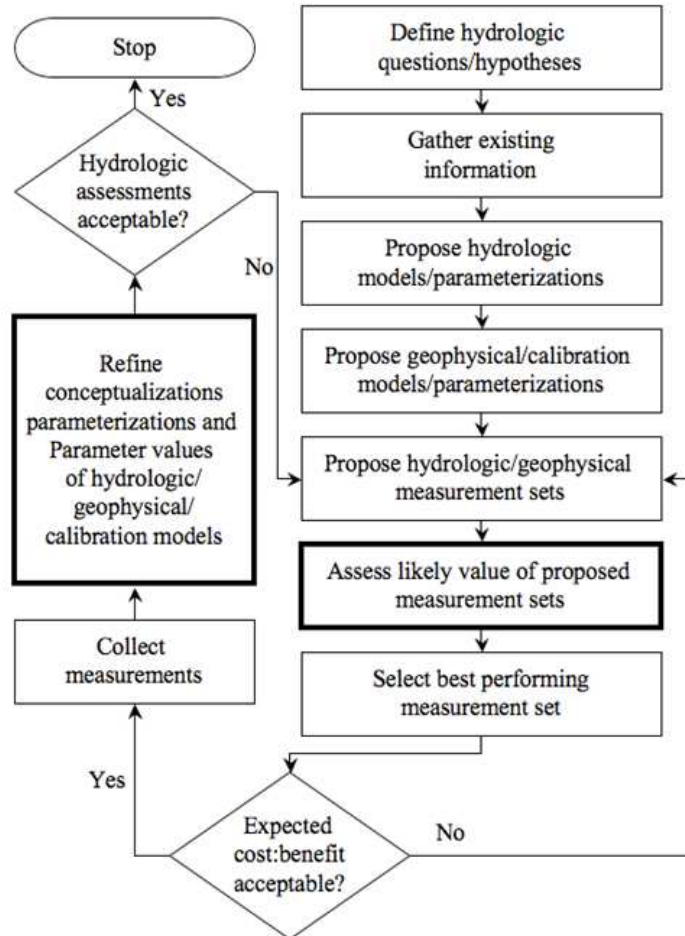 Define hydrologic
questions/hypotheses
Gather existing
information
Propose hydrologic
models/parameterizations
Propose geophysical/calibration
models/parameterizations
Propose hydrologic/geophysical
measurement sets
Assess likely value of proposed
measurement sets
Select best performing
measurement set
Expected
cost:benefit
acceptable?
No
Yes
Collect
measurements
Refine
conceptualizations
parameterizations and
Parameter values
of hydrologic/
geophysical/
calibration models
Hydrologic
assessments
acceptable?
No
Yes
Stop